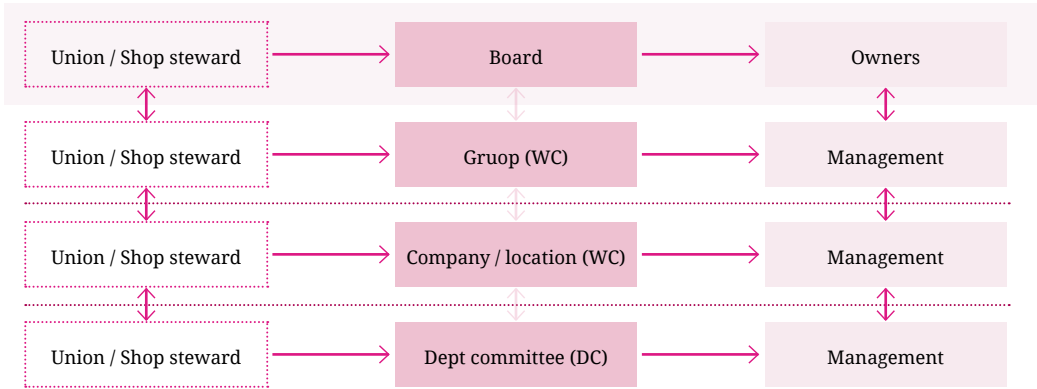 Union / Shop steward
Board
Owners
Union / Shop steward
Gruop (WC)
Management
Union / Shop steward
Company / location (WC)
Management
Union / Shop steward
Dept committee (DC)
Management